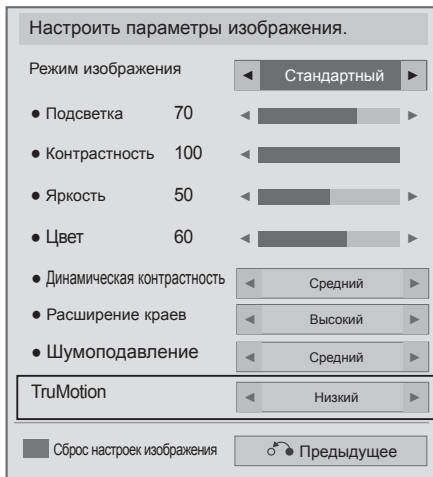 Настроить параметры изображения.
Режим изображения ◄ Стандартный ►
● Подсветка 70
● Контрастность 100
● Яркость 50
● Цвет 60
● Динамическая контрастность ◄ Средний ►
● Расширение краев ◄ Высокий ►
● Шумоподавление ◄ Средний ►
TruMotion ◄ Низкий ►
Сброс настроек изображения Предыдущее